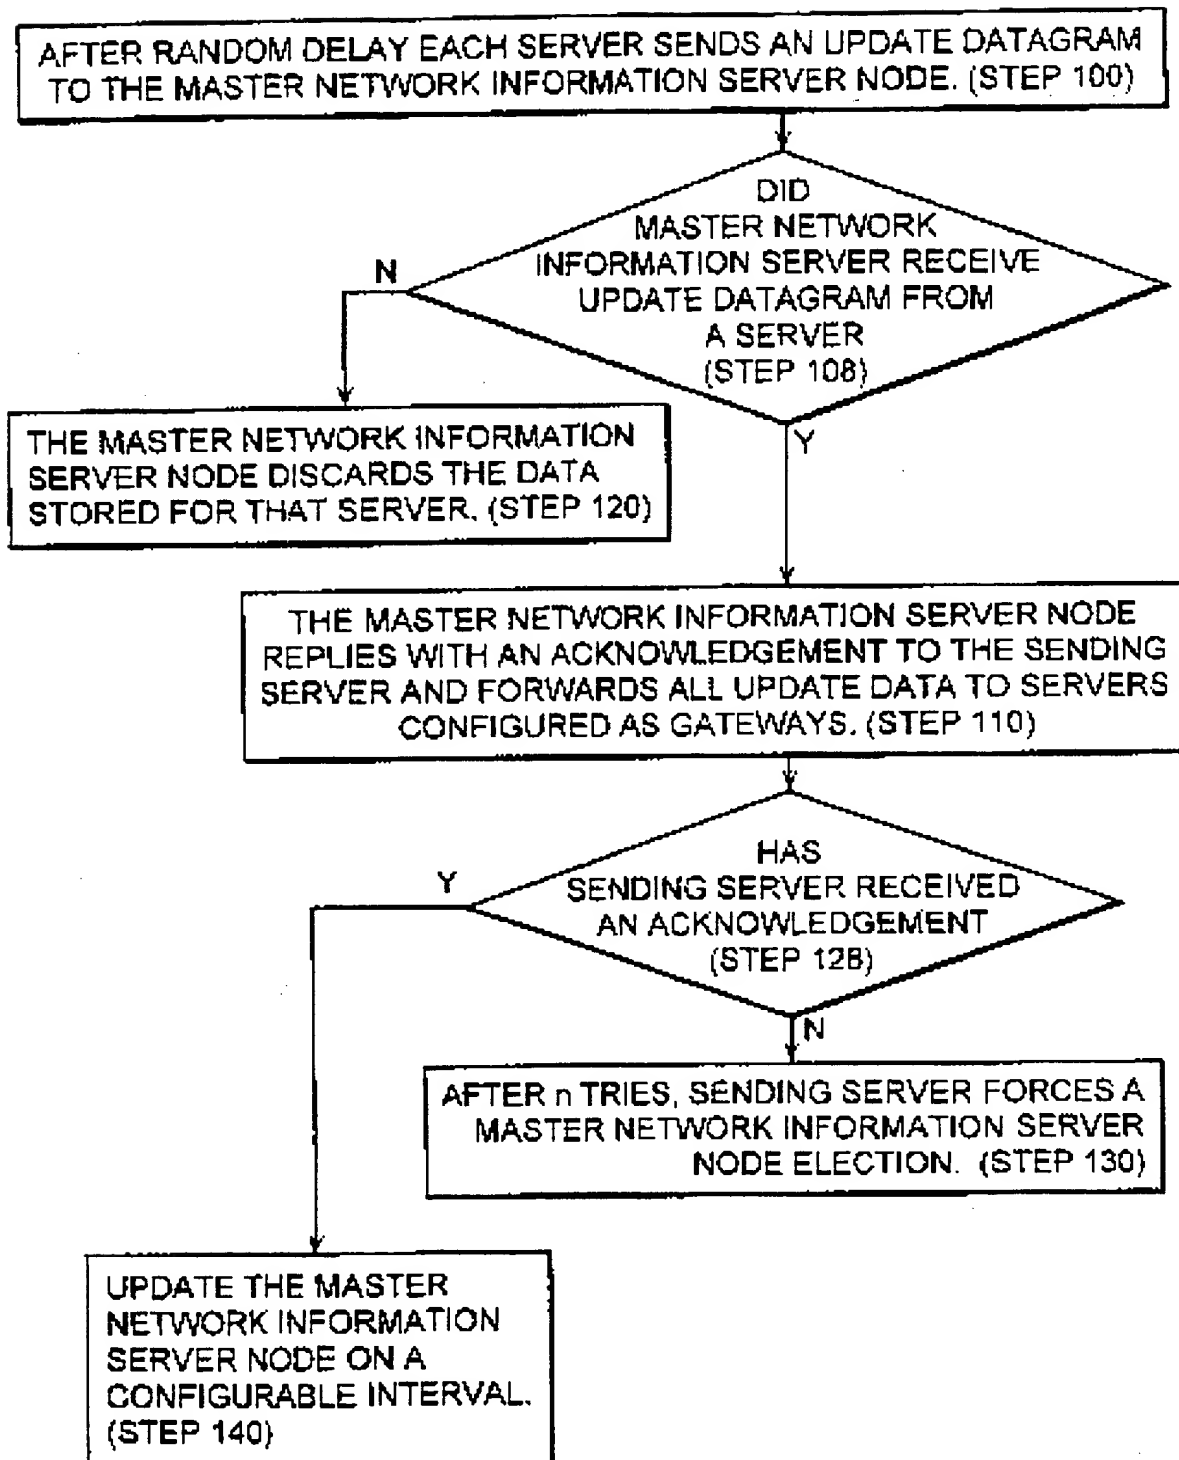 AFTER RANDOM DELAY EACH SERVER SENDS AN UPDATE DATAGRAM
TO THE MASTER NETWORK INFORMATION SERVER NODE. (STEP 100)
DID
MASTER NETWORK
INFORMATION SERVER RECEIVE
UPDATE DATAGRAM FROM
A SERVER
(STEP 108)
N
Y
THE MASTER NETWORK INFORMATION
SERVER NODE DISCARDS THE DATA
STORED FOR THAT SERVER. (STEP 120)
THE MASTER NETWORK INFORMATION SERVER NODE
REPLIES WITH AN ACKNOWLEDGEMENT TO THE SENDING
SERVER AND FORWARDS ALL UPDATE DATA TO SERVERS
CONFIGURED AS GATEWAYS. (STEP 110)
HAS
SENDING SERVER RECEIVED
AN ACKNOWLEDGEMENT
(STEP 128)
Y
N
AFTER n TRIES, SENDING SERVER FORCES A
MASTER NETWORK INFORMATION SERVER
NODE ELECTION. (STEP 130)
UPDATE THE MASTER
NETWORK INFORMATION
SERVER NODE ON A
CONFIGURABLE INTERVAL.
(STEP 140)